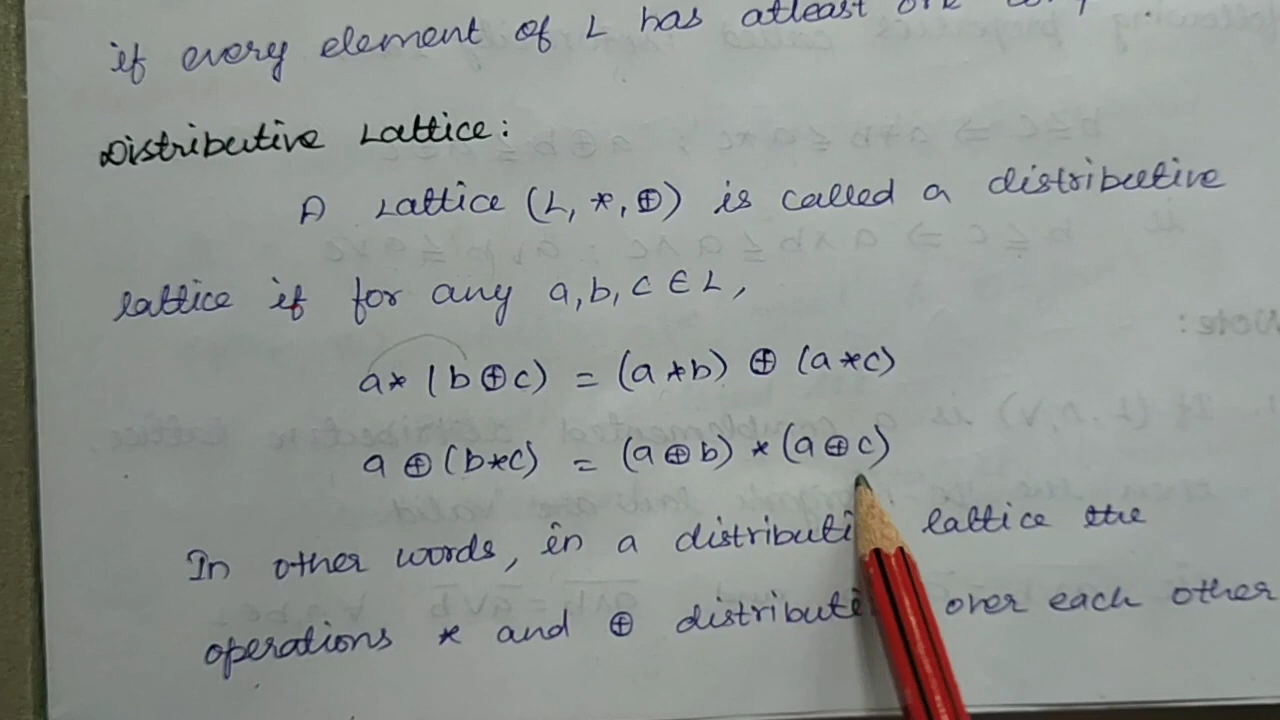 if every element of L has atleast one
Distributive Lattice:
A Lattice (L, *, ⊕) is called a distributive
lattice if for any a, b, c ∈ L,
a * (b ⊕ c) = (a * b) ⊕ (a * c)
a ⊕ (b * c) = (a ⊕ b) * (a ⊕ c)
In other words, in a distributi lattice the
operations * and ⊕ distribute over each other